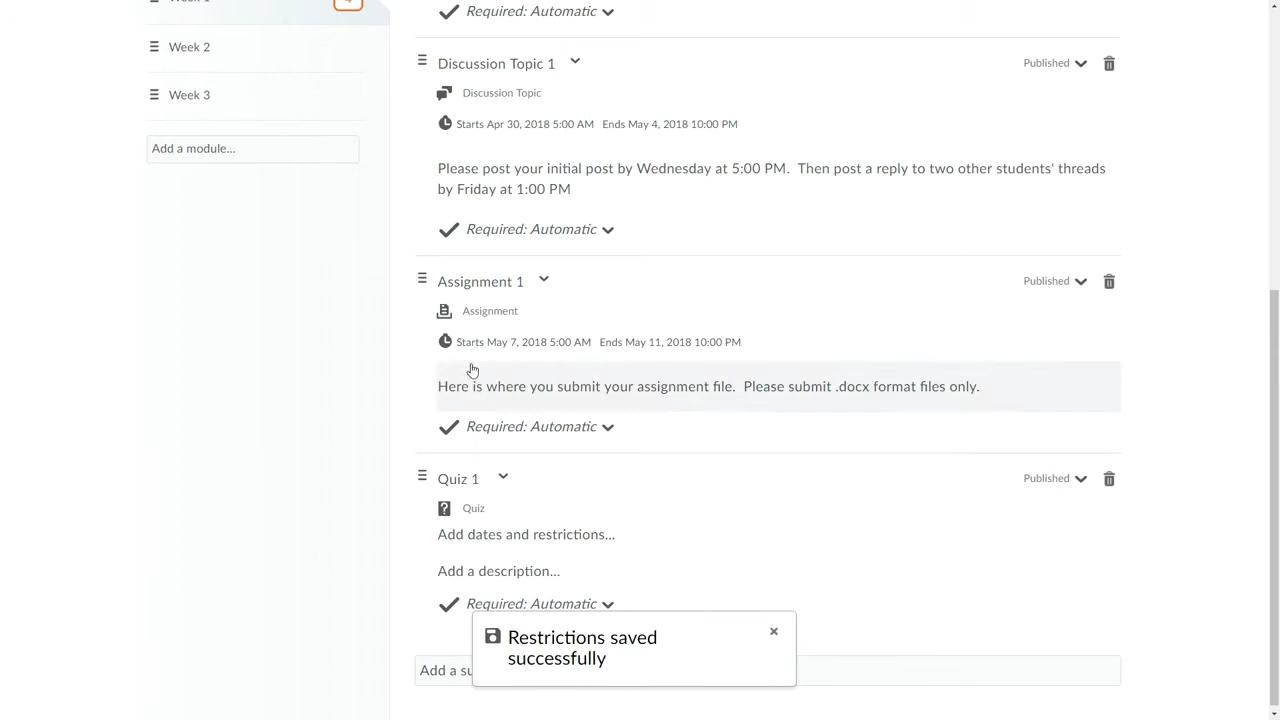 Required: Automatic
Week 2
Discussion Topic 1
Published
Discussion Topic
Week 3
Starts Apr 30, 2018 5:00 AM Ends May 4, 2018 10:00 PM
Add a module...
Please post your initial post by Wednesday at 5:00 PM. Then post a reply to two other students' threads
by Friday at 1:00 PM
Required: Automatic
Assignment 1
Published
Assignment
Starts May 7, 2018 5:00 AM Ends May 11, 2018 10:00 PM
Here is where you submit your assignment file. Please submit .docx format files only.
Required: Automatic
Quiz 1
Published
Quiz
Add dates and restrictions...
Add a description...
Required: Automatic
Restrictions saved
successfully
Add a su